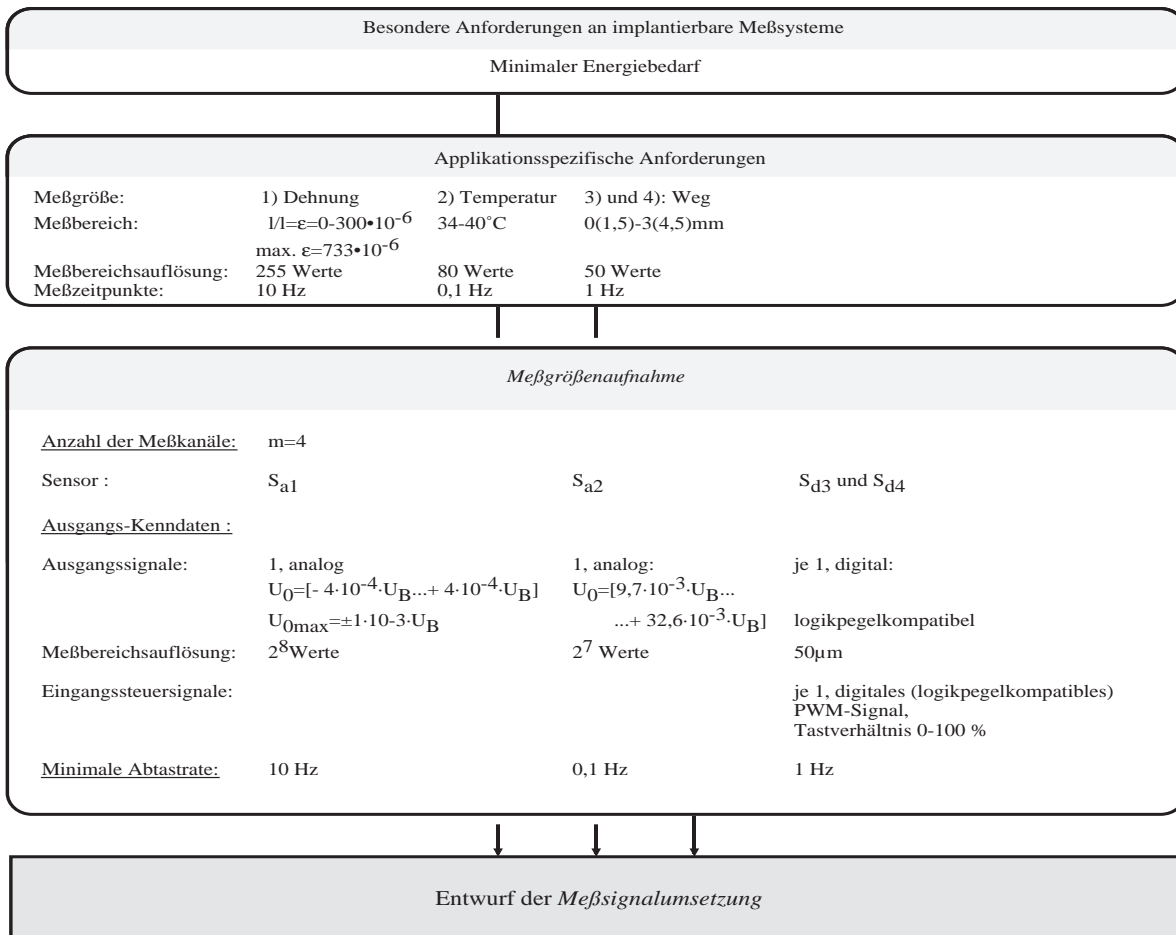 Besondere Anforderungen an implantierbare Meßsysteme
Minimaler Energiebedarf
Applikationsspezifische Anforderungen
Meßgröße: 1) Dehnung 2) Temperatur 3) und 4): Weg
Meßbereich: l/l=ε=0-300•10⁻⁶ 34-40˚C 0(1,5)-3(4,5)mm
max. ε=733•10⁻⁶
Meßbereichsauflösung: 255 Werte 80 Werte 50 Werte
Meßzeitpunkte: 10 Hz 0,1 Hz 1 Hz
Meßgrößenaufnahme
Anzahl der Meßkanäle: m=4
Sensor : Sa1 Sa2 Sd3 und Sd4
Ausgangs-Kenndaten :
Ausgangssignale: 1, analog 1, analog: je 1, digital:
U₀=[- 4·10⁻⁴·UB...+ 4·10⁻⁴·UB] U₀=[9,7·10⁻³·UB...
U0max=±1·10-3·UB ...+ 32,6·10⁻³·UB] logikpegelkompatibel
Meßbereichsauflösung: 2⁸Werte 2⁷ Werte 50µm
Eingangssteuersignale: je 1, digitales (logikpegelkompatibles)
PWM-Signal,
Tastverhältnis 0-100 %
Minimale Abtastrate: 10 Hz 0,1 Hz 1 Hz
Entwurf der Meßsignalumsetzung